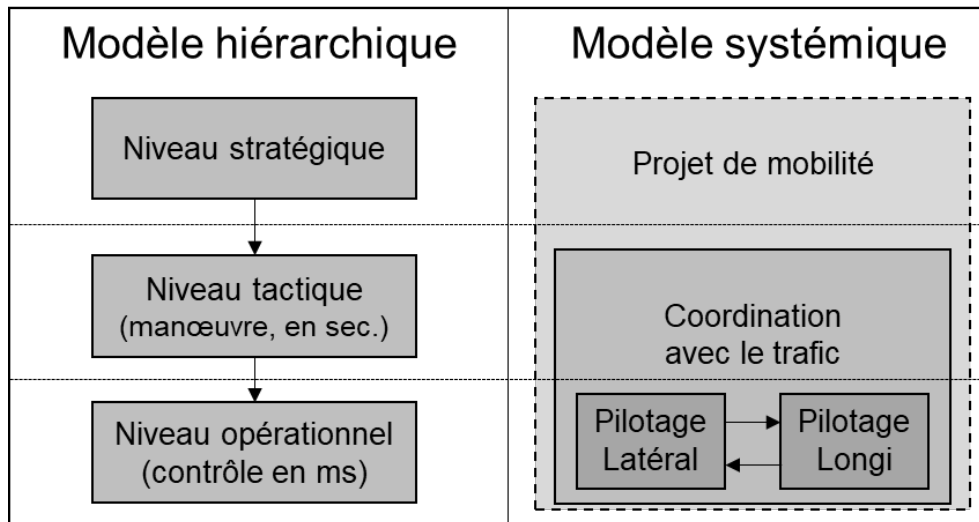 Modèle hiérarchique
Niveau stratégique
Niveau tactique
(manœuvre, en sec.)
Niveau opérationnel
(contrôle en ms)
Modèle systémique
Projet de mobilité
Coordination
avec le trafic
Pilotage
Latéral
Pilotage
Longi